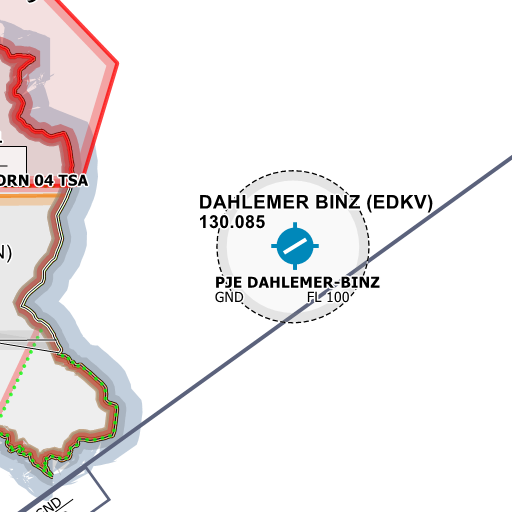 ORN 04 TSA
DAHLEMER BINZ (EDKV)
130.085
N)
PJE DAHLEMER-BINZ
GND FL 100
GND